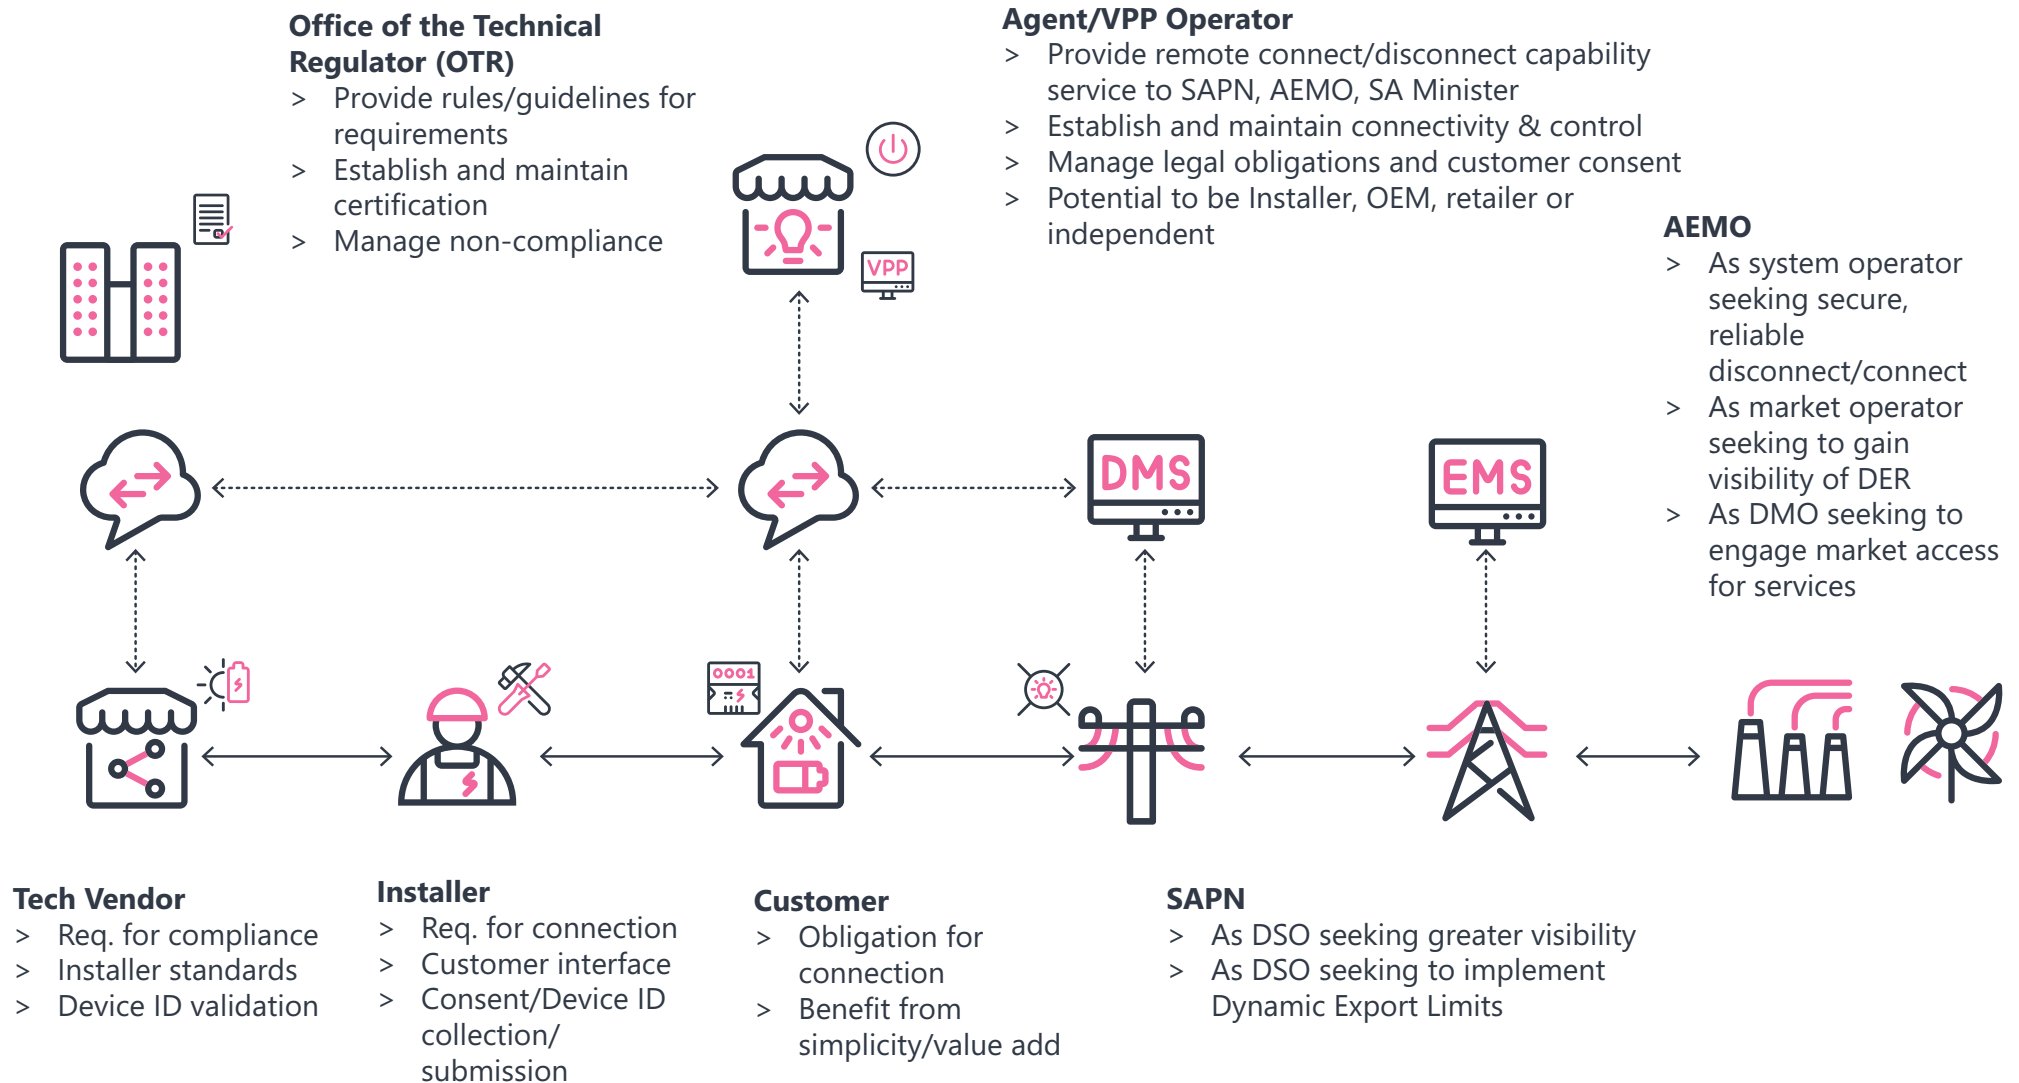 Office of the Technical
Regulator (OTR)
> Provide rules/guidelines for
requirements
> Establish and maintain
certification
> Manage non-compliance
Agent/VPP Operator
> Provide remote connect/disconnect capability
service to SAPN, AEMO, SA Minister
> Establish and maintain connectivity & control
> Manage legal obligations and customer consent
> Potential to be Installer, OEM, retailer or
independent
VPP
AEMO
> As system operator
seeking secure,
reliable
disconnect/connect
> As market operator
seeking to gain
visibility of DER
> As DMO seeking to
engage market access
for services
DMS
EMS
0001
Tech Vendor
> Req. for compliance
> Installer standards
> Device ID validation
Installer
> Req. for connection
> Customer interface
> Consent/Device ID
collection/
submission
Customer
> Obligation for
connection
> Benefit from
simplicity/value add
SAPN
> As DSO seeking greater visibility
> As DSO seeking to implement
Dynamic Export Limits